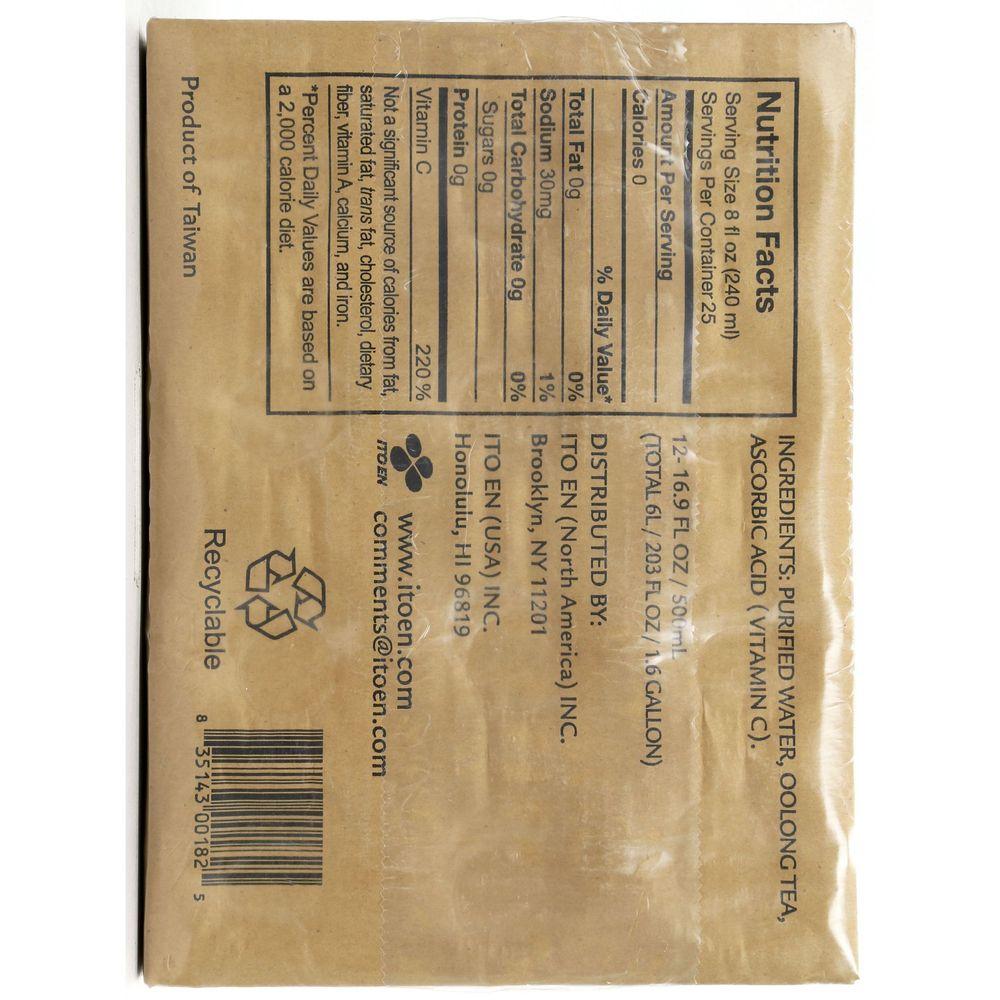 Nutrition Facts
Serving Size 8 fl oz (240 ml)
Servings Per Container 25
Amount Per Serving
Calories 0
% Daily Value*
Total Fat 0g 0%
Sodium 30mg 1%
Total Carbohydrate 0g 0%
Sugars 0g
Protein 0g
Vitamin C 220 %
Not a significant source of calories from fat,
saturated fat, trans fat, cholesterol, dietary
fiber, vitamin A, calcium, and iron.
*Percent Daily Values are based on
a 2,000 calorie diet.
Product of Taiwan
INGREDIENTS: PURIFIED WATER, OOLONG TEA,
ASCORBIC ACID ( VITAMIN C ).
12- 16.9 FL OZ / 500mL
(TOTAL 6L / 203 FL OZ / 1.6 GALLON)
DISTRIBUTED BY:
ITO EN (North America) INC.
Brooklyn, NY 11201
ITO EN (USA) INC.
Honolulu, HI 96819
ITO EN
www.itoen.com
comments@itoen.com
Recyclable
8 35143 00182 5